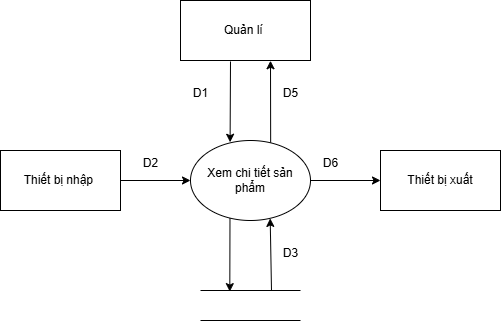 Quản lí
D1
D5
Thiết bị nhập
D2
Xem chi tiết sản
phẩm
D6
Thiết bị xuất
D3